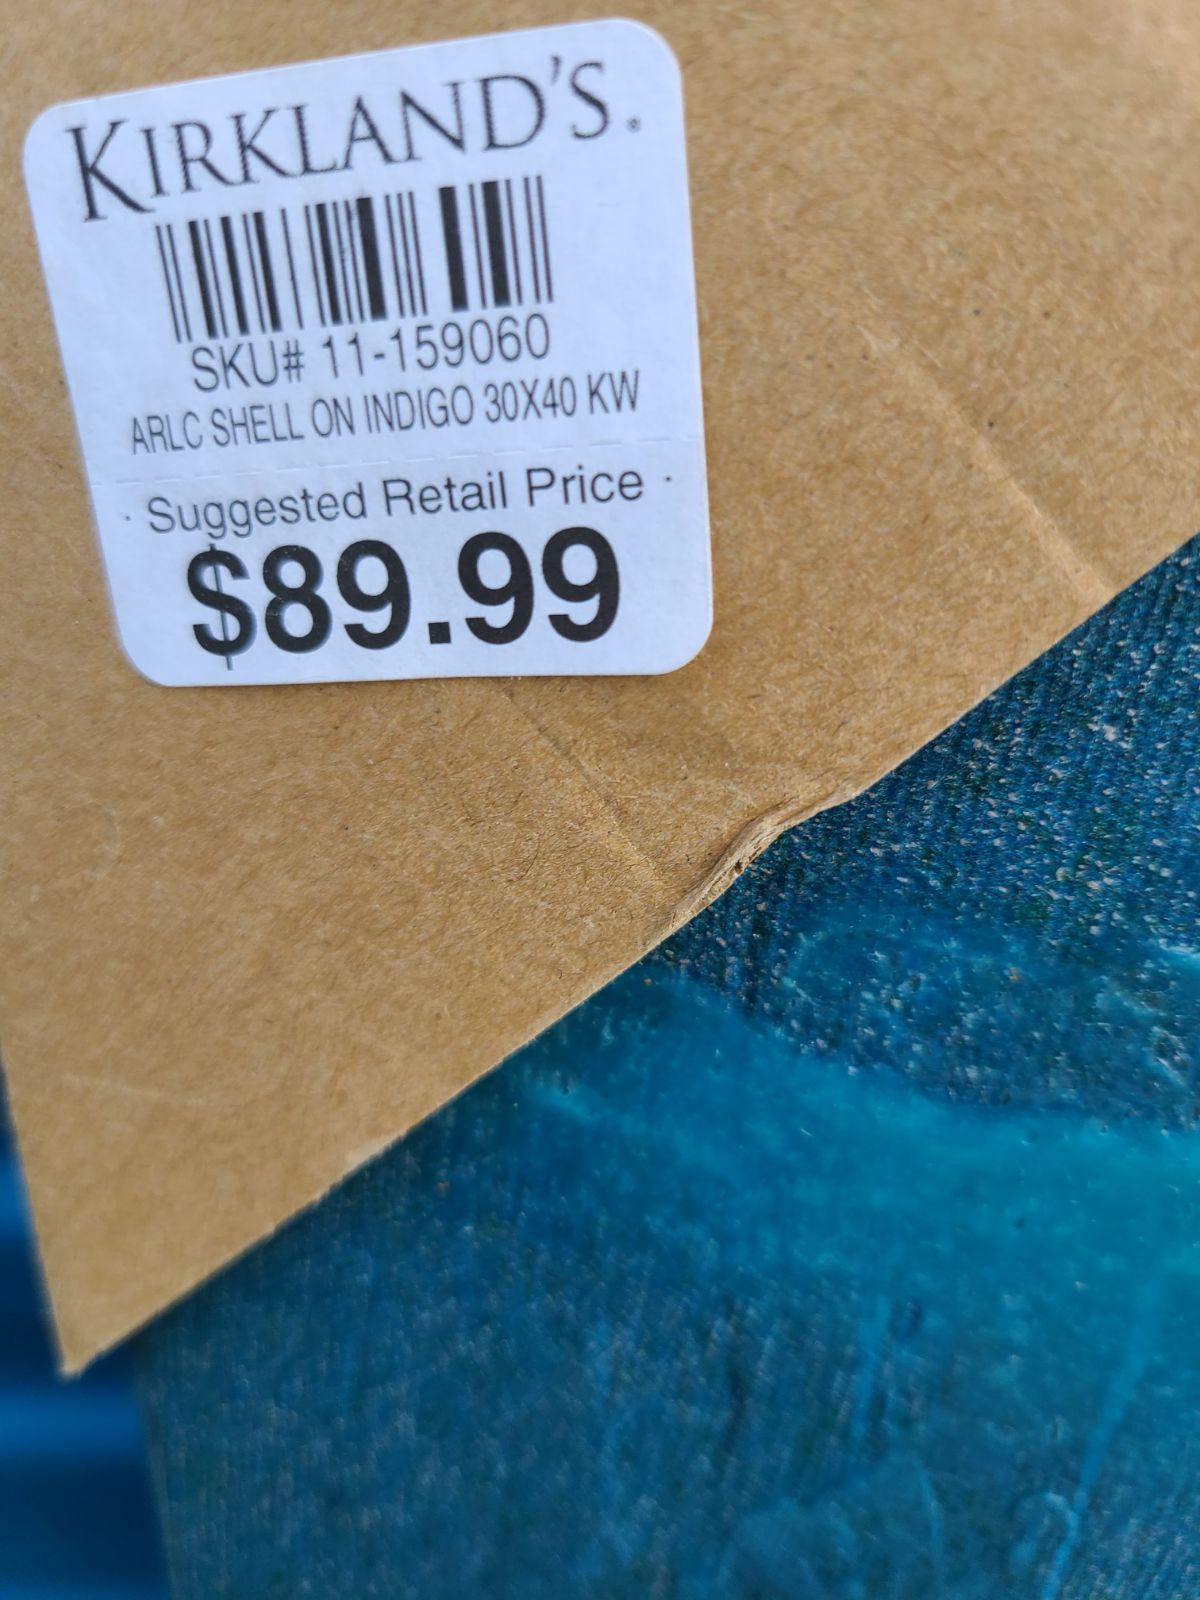 KIRKLAND'S.
SKU# 11-159060
ARLC SHELL ON INDIGO 30X40 KW
· Suggested Retail Price ·
$89.99